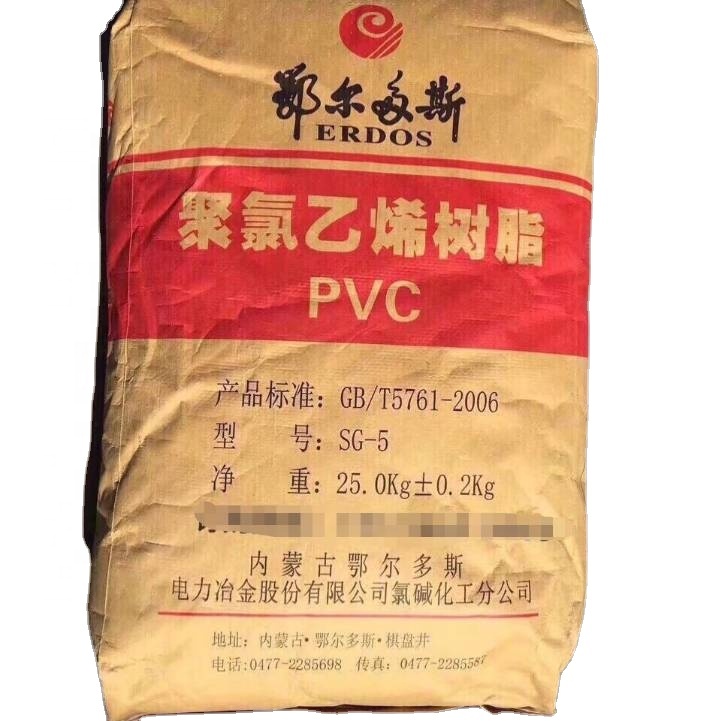 鄂尔多斯
ERDOS
聚氯乙烯树脂
PVC
产品标准：GB/T5761-2006
型　　号：SG-5
净　　重：25.0Kg±0.2Kg
内蒙古鄂尔多斯
电力冶金股份有限公司氯碱化工分公司
地址：内蒙古·鄂尔多斯·棋盘井
电话:0477-2285698　传真：0477-2285587